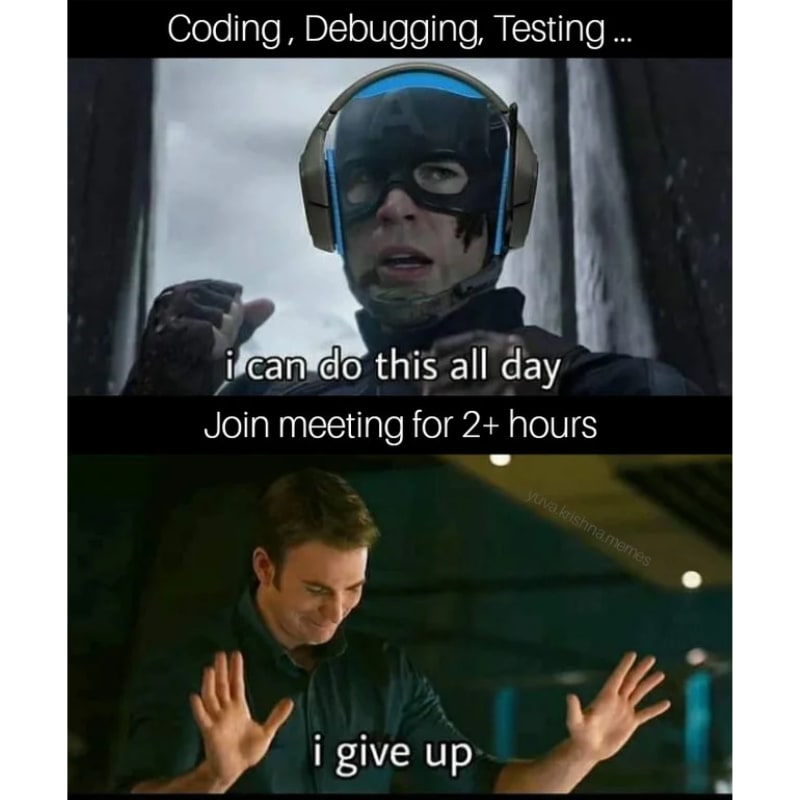 Coding , Debugging, Testing ...
i can do this all day
Join meeting for 2+ hours
yuva.krishna.memes
i give up